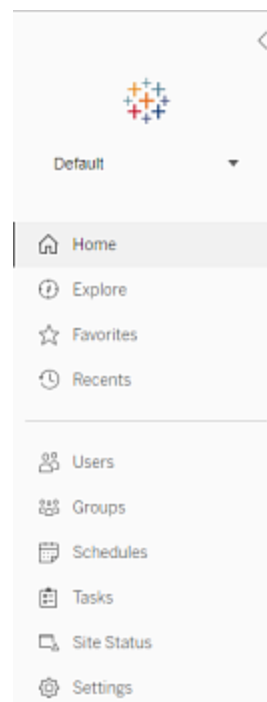 Default
Home
Explore
Favorites
Recents
Users
Groups
Schedules
Tasks
Site Status
Settings